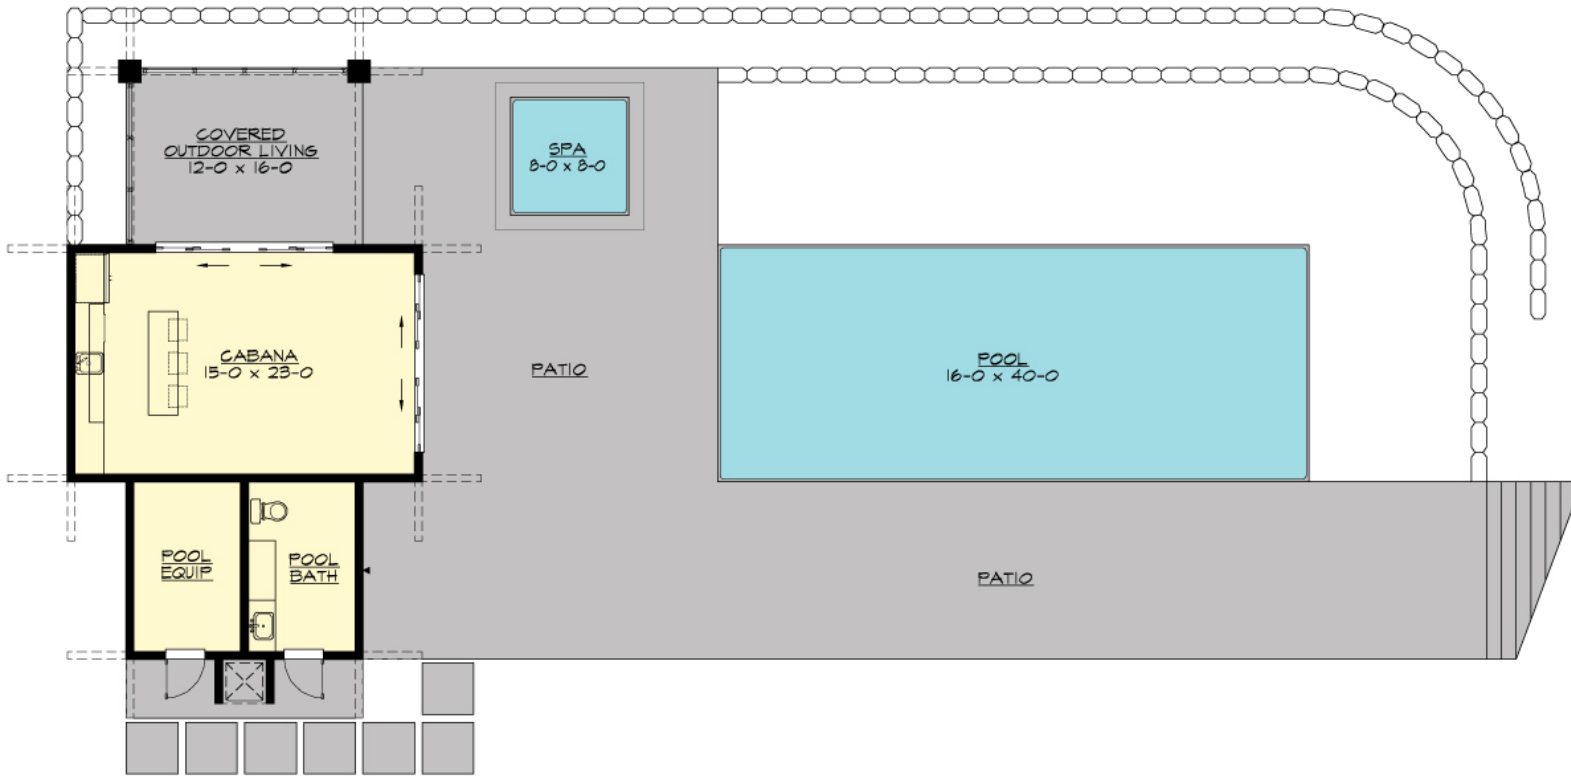 COVERED
OUTDOOR LIVING
12-0 x 16-0
SPA
8-0 x 8-0
CABANA
15-0 x 23-0
PATIO
POOL
16-0 x 40-0
POOL
EQUIP
POOL
BATH
PATIO